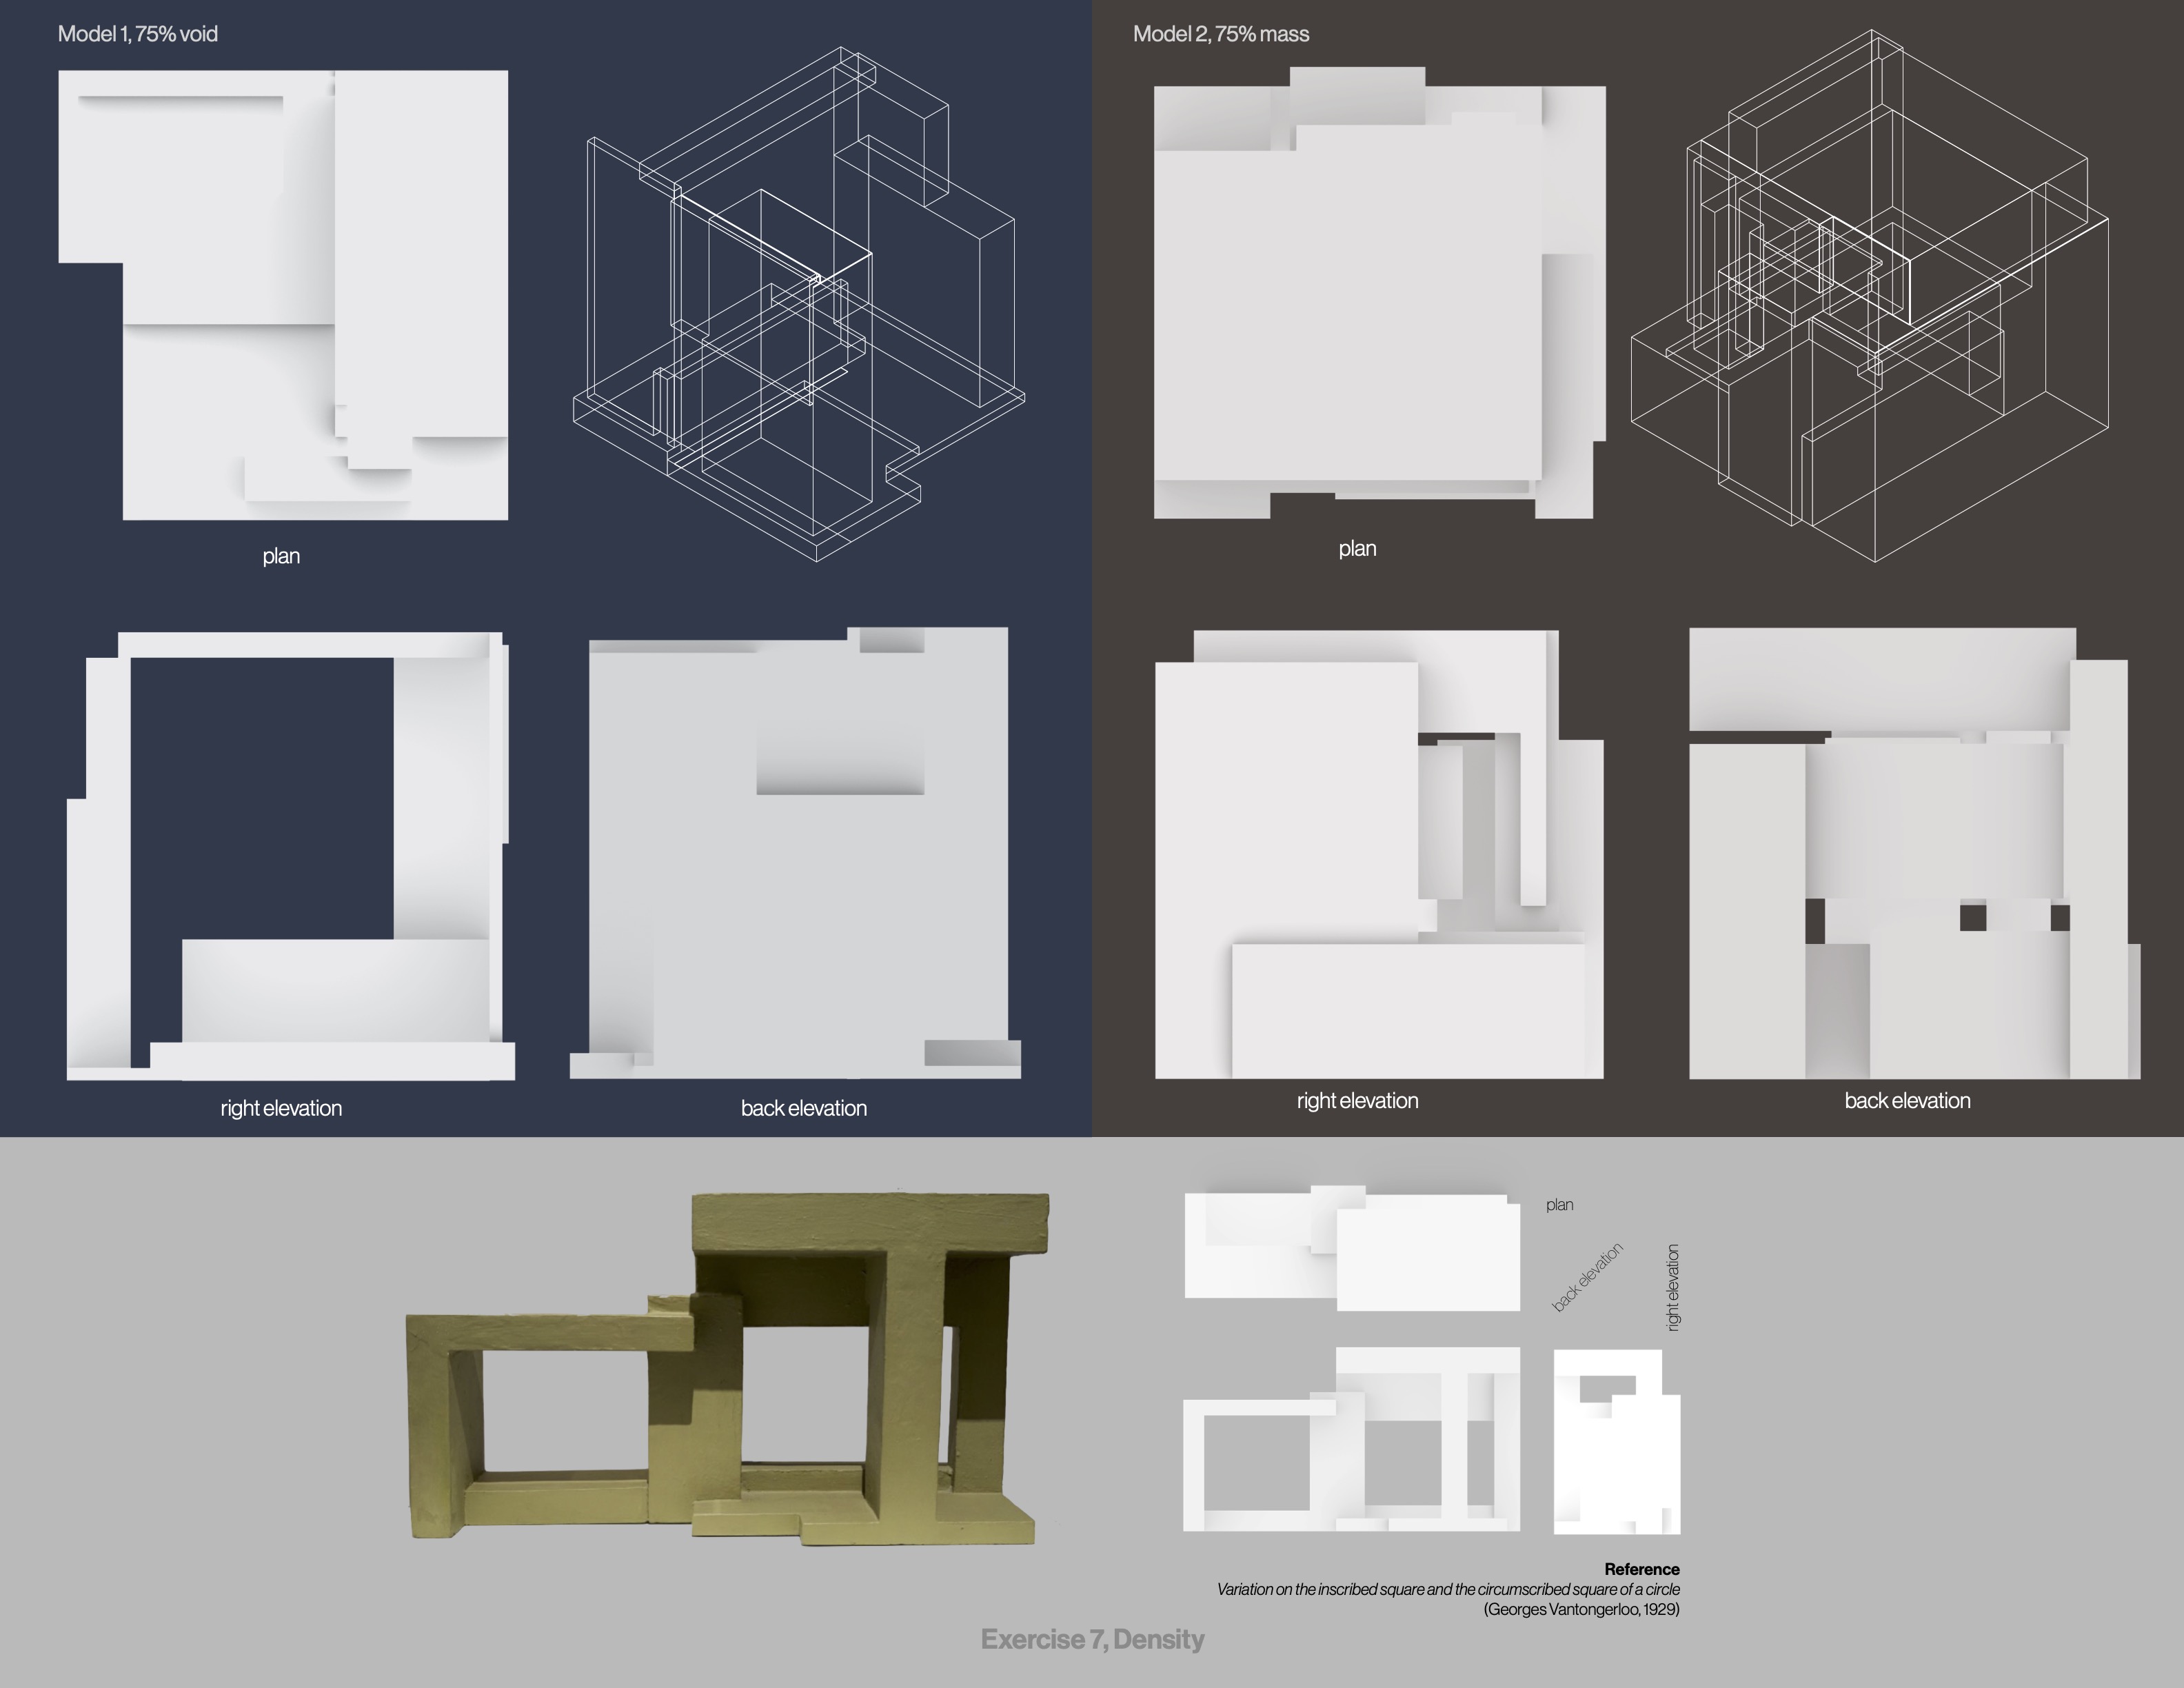 Model 1, 75% void
plan
right elevation
back elevation
Model 2, 75% mass
plan
right elevation
back elevation
plan
back elevation
right elevation
Reference
Variation on the inscribed square and the circumscribed square of a circle
(Georges Vantongerloo, 1929)
Exercise 7, Density